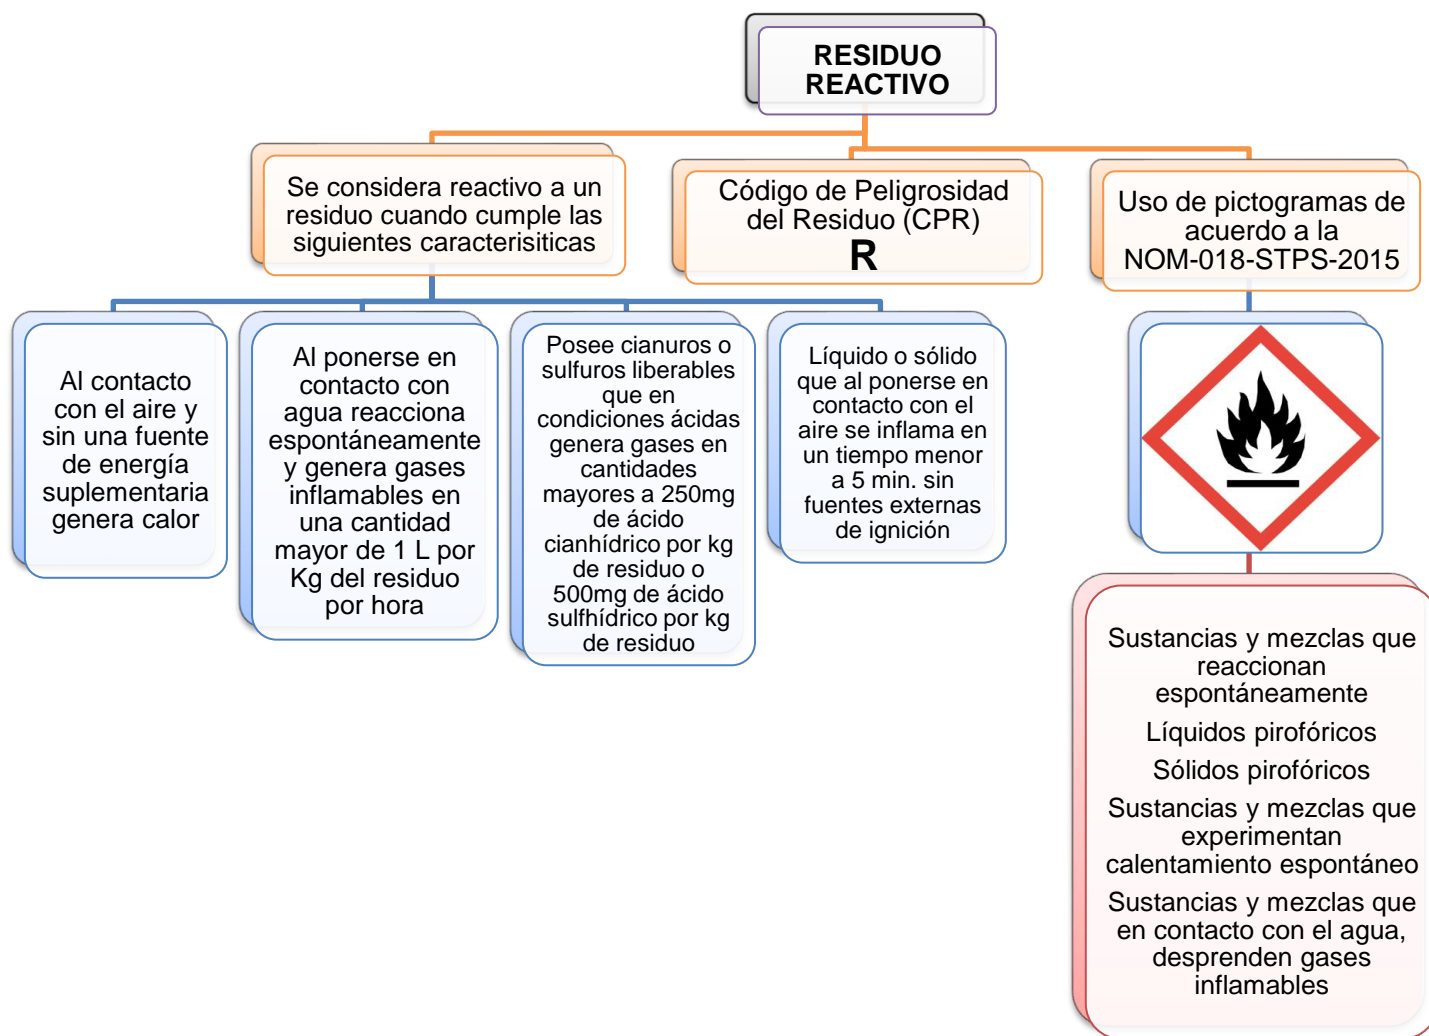 RESIDUO
REACTIVO
Se considera reactivo a un
residuo cuando cumple las
siguientes caracterisiticas
Código de Peligrosidad
del Residuo (CPR)
R
Uso de pictogramas de
acuerdo a la
NOM-018-STPS-2015
Al contacto
con el aire y
sin una fuente
de energía
suplementaria
genera calor
Al ponerse en
contacto con
agua reacciona
espontáneamente
y genera gases
inflamables en
una cantidad
mayor de 1 L por
Kg del residuo
por hora
Posee cianuros o
sulfuros liberables
que en
condiciones ácidas
genera gases en
cantidades
mayores a 250mg
de ácido
cianhídrico por kg
de residuo o
500mg de ácido
sulfhídrico por kg
de residuo
Líquido o sólido
que al ponerse en
contacto con el
aire se inflama en
un tiempo menor
a 5 min. sin
fuentes externas
de ignición
Sustancias y mezclas que
reaccionan
espontáneamente
Líquidos pirofóricos
Sólidos pirofóricos
Sustancias y mezclas que
experimentan
calentamiento espontáneo
Sustancias y mezclas que
en contacto con el agua,
desprenden gases
inflamables